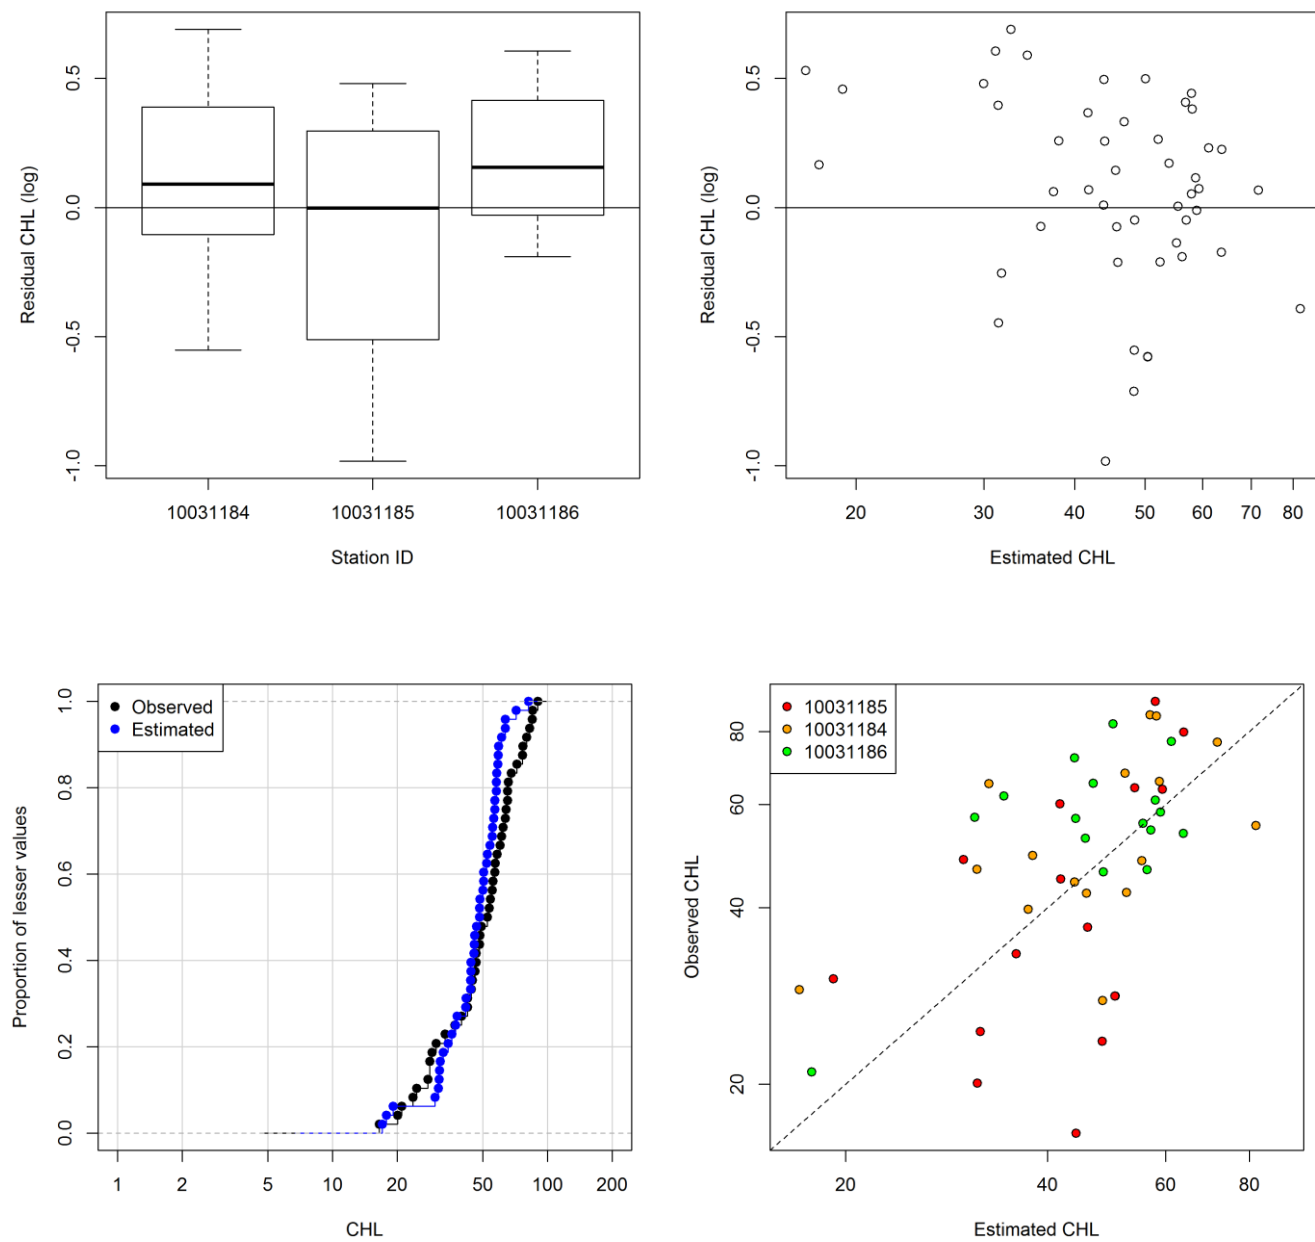 0.5
0.0
-0.5
-1.0
Residual CHL (log)
10031184 10031185 10031186
Station ID
0.5
0.0
-0.5
-1.0
Residual CHL (log)
20 30 40 50 60 70 80
Estimated CHL
Observed
Estimated
1.0
0.8
0.6
0.4
0.2
0.0
Proportion of lesser values
1 2 5 10 20 50 100 200
CHL
10031185
10031184
10031186
80
60
40
20
Observed CHL
20 40 60 80
Estimated CHL